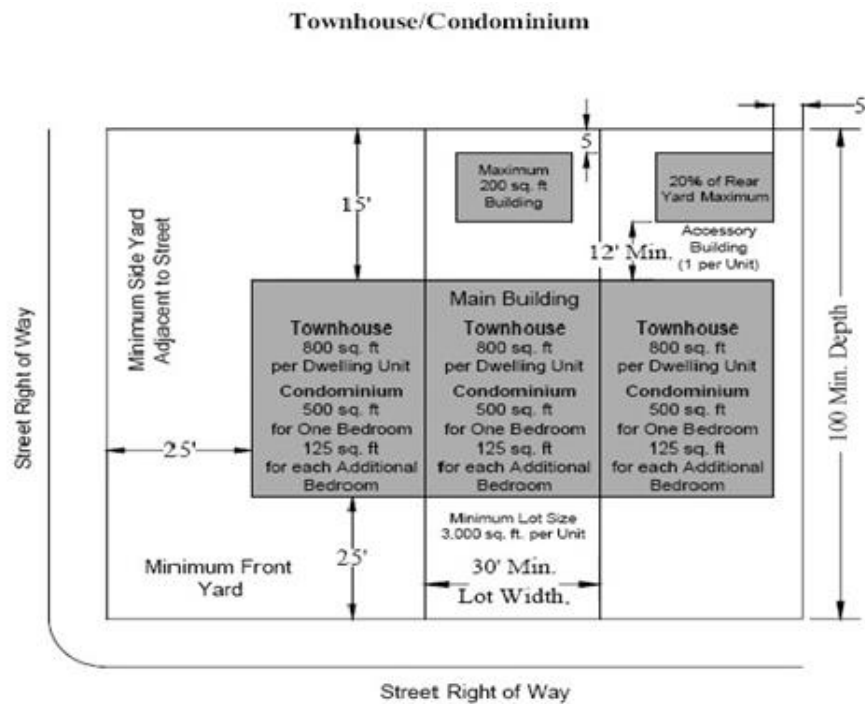 Townhouse/Condominium
5
5
Maximum
200 sq. ft
Building
20% of Rear
Yard Maximum
15'
12' Min.
Accessory
Building
(1 per Unit)
Minimum Side Yard
Adjacent to Street
Street Right of Way
Main Building
Townhouse
800 sq. ft
per Dwelling Unit
Condominium
500 sq. ft
for One Bedroom
125 sq. ft
for each Additional
Bedroom
Townhouse
800 sq. ft
per Dwelling Unit
Condominium
500 sq. ft
for One Bedroom
125 sq. ft
for each Additional
Bedroom
Townhouse
800 sq. ft
per Dwelling Unit
Condominium
500 sq. ft
for One Bedroom
125 sq. ft
for each Additional
Bedroom
100 Min. Depth
25'
25'
Minimum Front
Yard
Minimum Lot Size
3,000 sq. ft. per Unit
30' Min.
Lot Width.
Street Right of Way